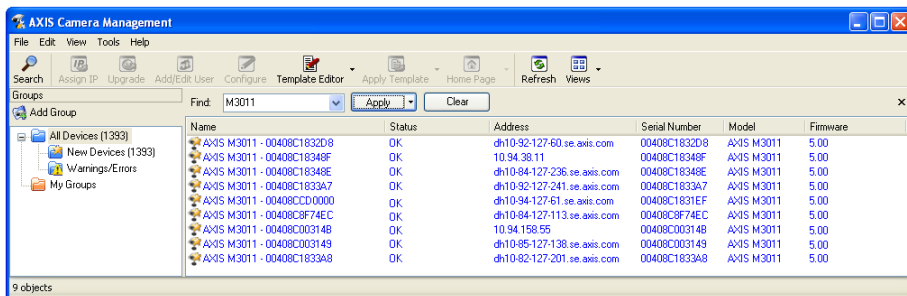 AXIS Camera Management
File Edit View Tools Help
Search Assign IP Upgrade Add/Edit User Configure Template Editor Apply Template Home Page Refresh Views
Groups
Find: M3011 Apply Clear
Add Group
Name Status Address Serial Number Model Firmware
All Devices (1393)
New Devices (1393)
Warnings/Errors
My Groups
AXIS M3011 - 00408C1832D8 OK dh10-92-127-60.se.axis.com 00408C1832D8 AXIS M3011 5.00
AXIS M3011 - 00408C18348F OK 10.94.38.11 00408C18348F AXIS M3011 5.00
AXIS M3011 - 00408C18348E OK dh10-84-127-236.se.axis.com 00408C18348E AXIS M3011 5.00
AXIS M3011 - 00408C1833A7 OK dh10-92-127-241.se.axis.com 00408C1833A7 AXIS M3011 5.00
AXIS M3011 - 00408CCD0000 OK dh10-94-127-61.se.axis.com 00408C1831EF AXIS M3011 5.00
AXIS M3011 - 00408C8F74EC OK dh10-84-127-113.se.axis.com 00408C8F74EC AXIS M3011 5.00
AXIS M3011 - 00408C00314B OK 10.94.158.55 00408C00314B AXIS M3011 5.00
AXIS M3011 - 00408C003149 OK dh10-85-127-138.se.axis.com 00408C003149 AXIS M3011 5.00
AXIS M3011 - 00408C1833A8 OK dh10-82-127-201.se.axis.com 00408C1833A8 AXIS M3011 5.00
9 objects